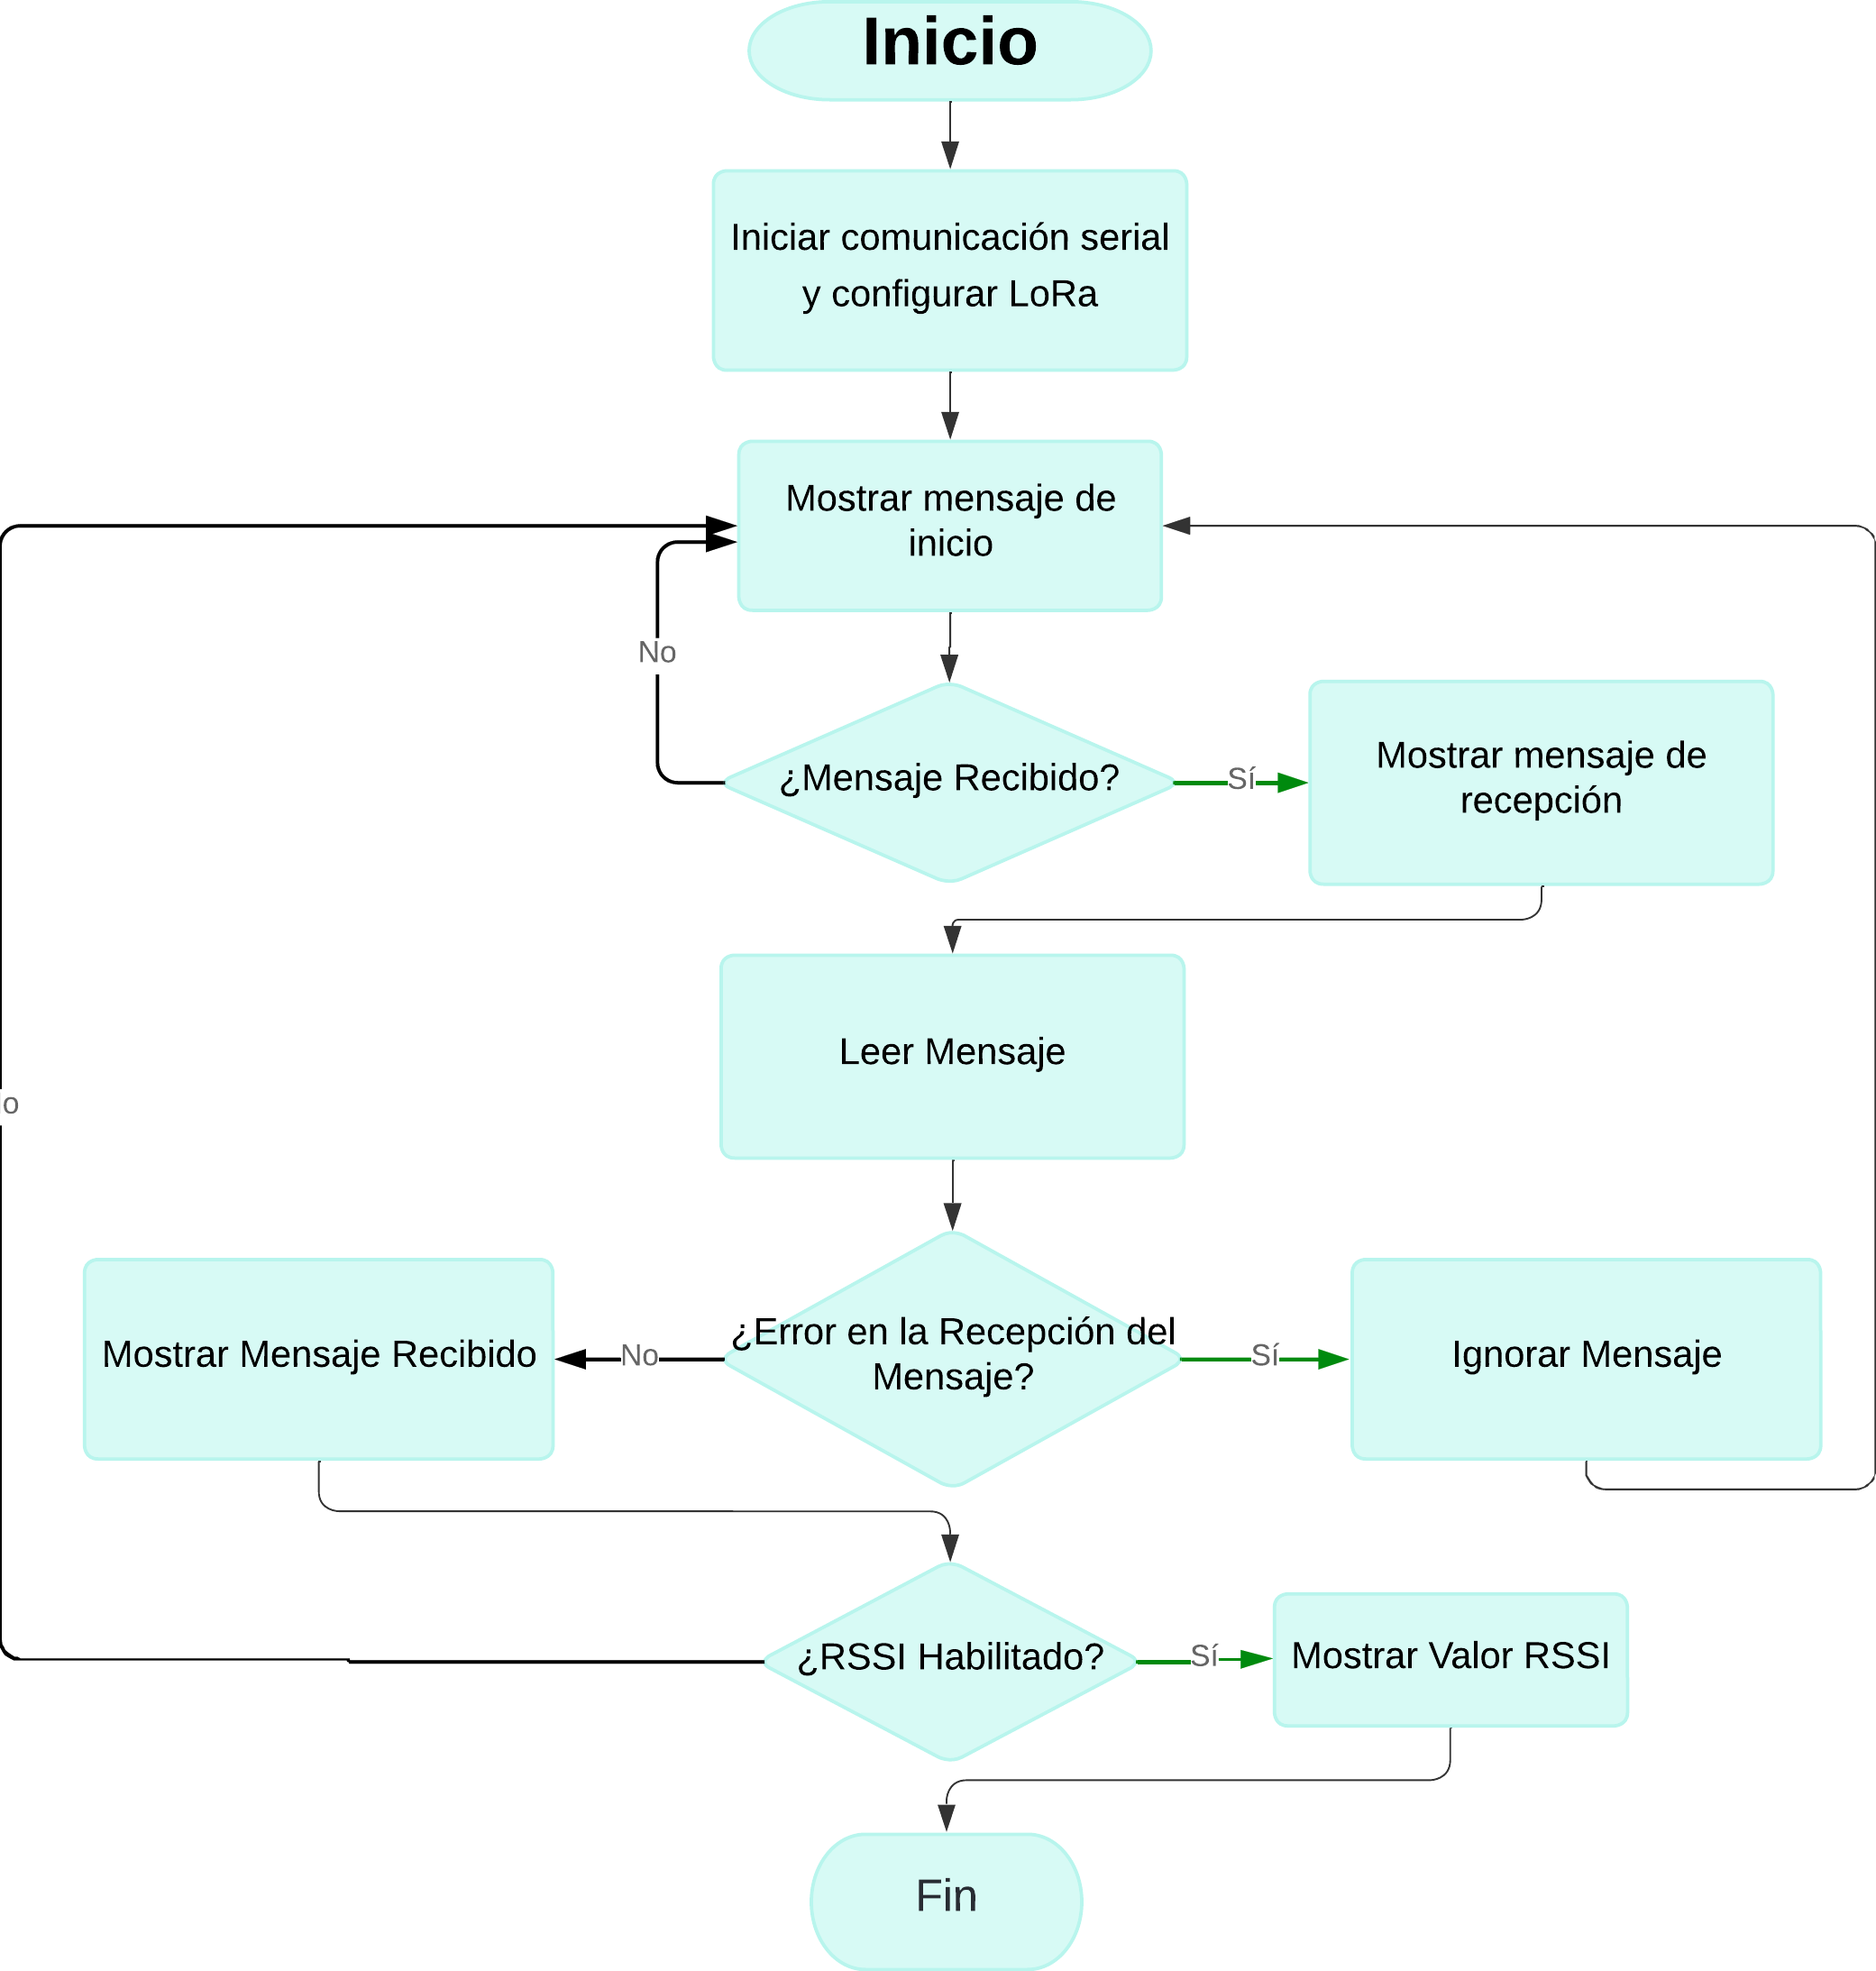 Inicio
Iniciar comunicación serial
y configurar LoRa
Mostrar mensaje de
inicio
No
¿Mensaje Recibido?
Sí
Mostrar mensaje de
recepción
Leer Mensaje
o
Mostrar Mensaje Recibido
No
¿Error en la Recepción del
Mensaje?
Sí
Ignorar Mensaje
¿RSSI Habilitado?
Sí
Mostrar Valor RSSI
Fin